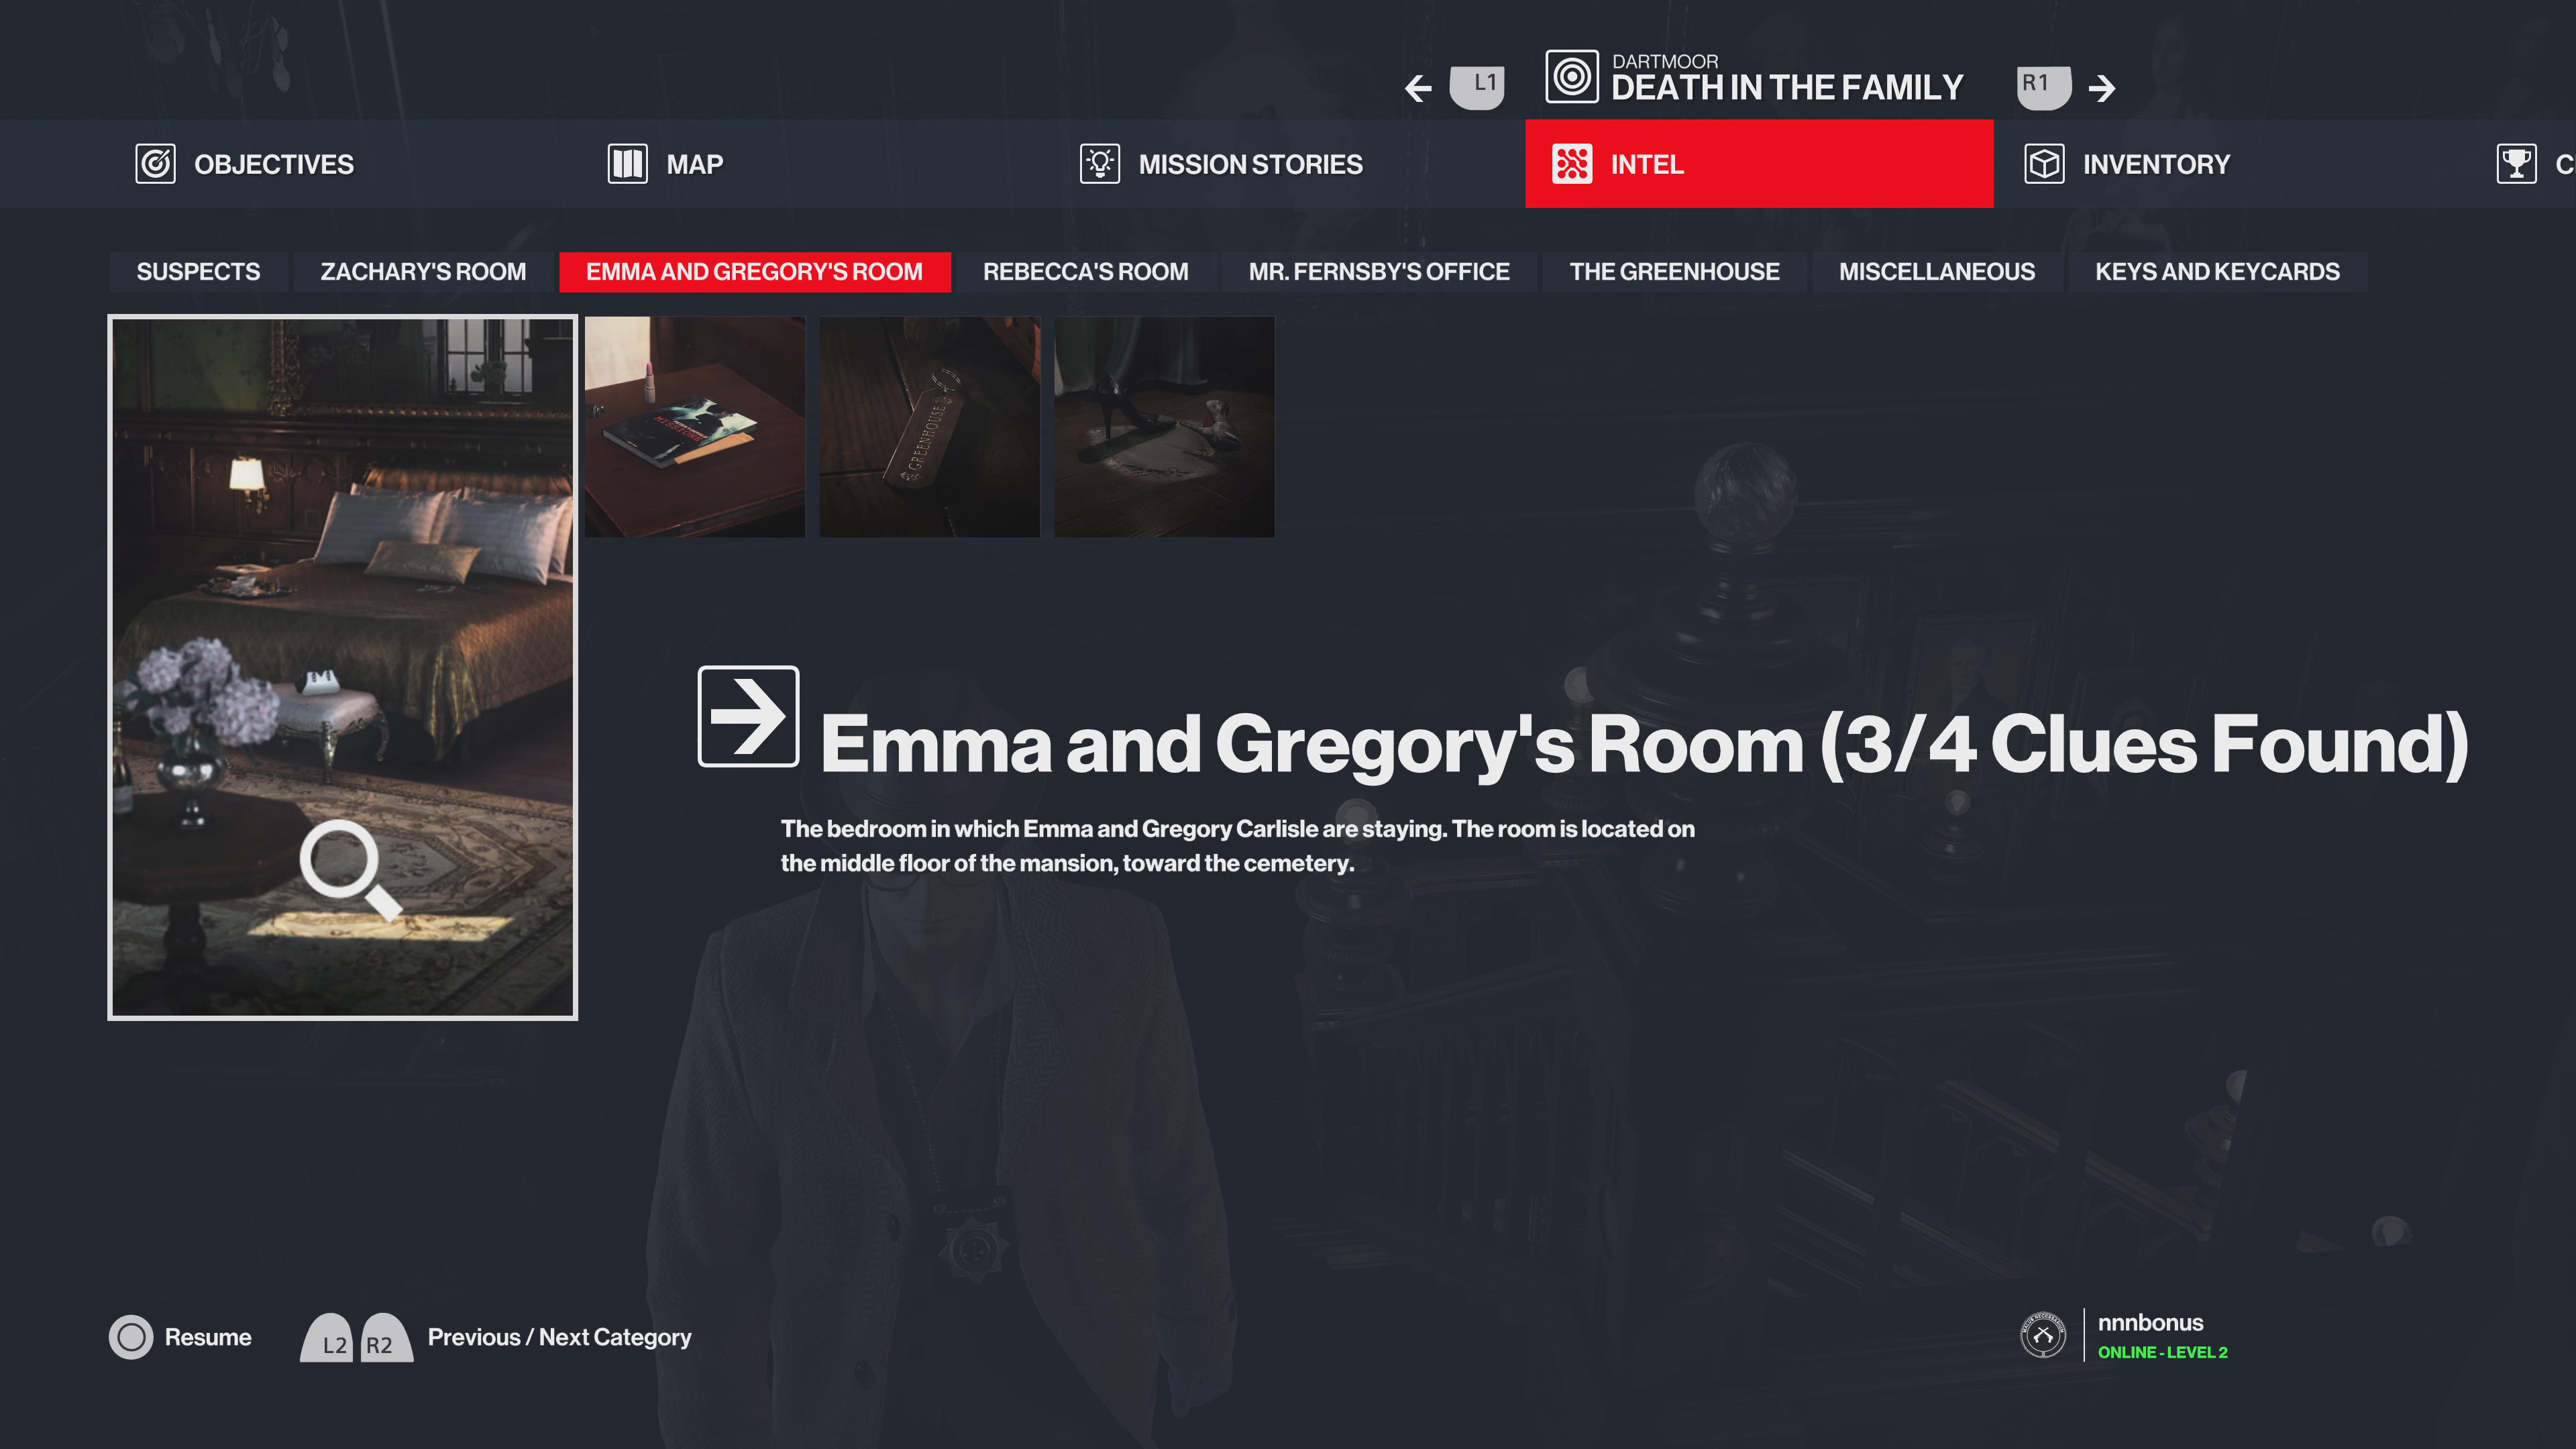 L1
DARTMOOR
DEATH IN THE FAMILY
R1
OBJECTIVES
MAP
MISSION STORIES
INTEL
INVENTORY
C
SUSPECTS
ZACHARY'S ROOM
EMMA AND GREGORY'S ROOM
REBECCA'S ROOM
MR. FERNSBY'S OFFICE
THE GREENHOUSE
MISCELLANEOUS
KEYS AND KEYCARDS
MISSING
GREENHOUSE
Emma and Gregory's Room (3/4 Clues Found)
The bedroom in which Emma and Gregory Carlisle are staying. The room is located on
the middle floor of the mansion, toward the cemetery.
Resume
L2
R2
Previous / Next Category
nnnbonus
ONLINE - LEVEL 2